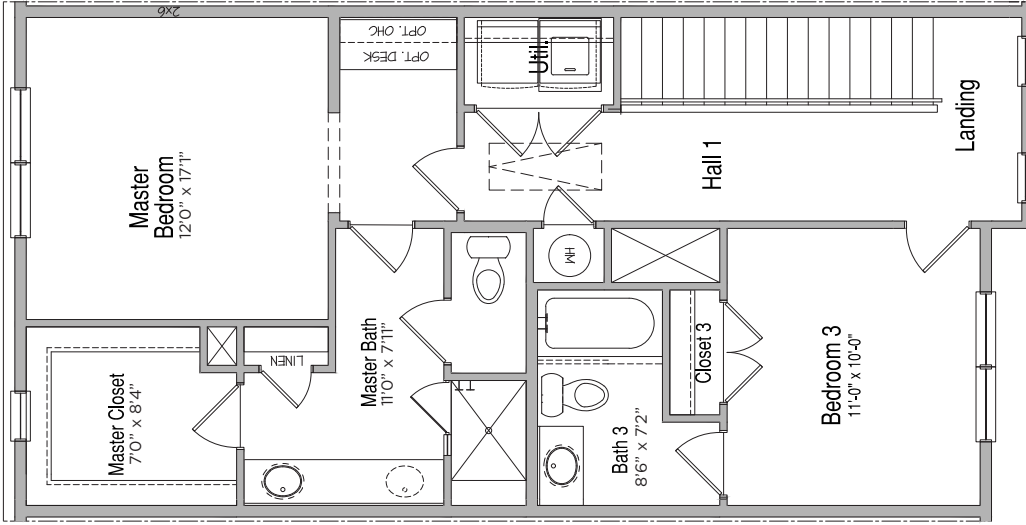 2x6
OPT. OHC
OPT. DESK
Util.
Master
Bedroom
12'0" x 17'1"
Hall 1
Landing
HM
LINEN
Master Bath
11'0" x 7'11"
Master Closet
7'0" x 8'4"
Closet 3
Bath 3
8'6" x 7'2"
Bedroom 3
11'-0" x 10'-0"